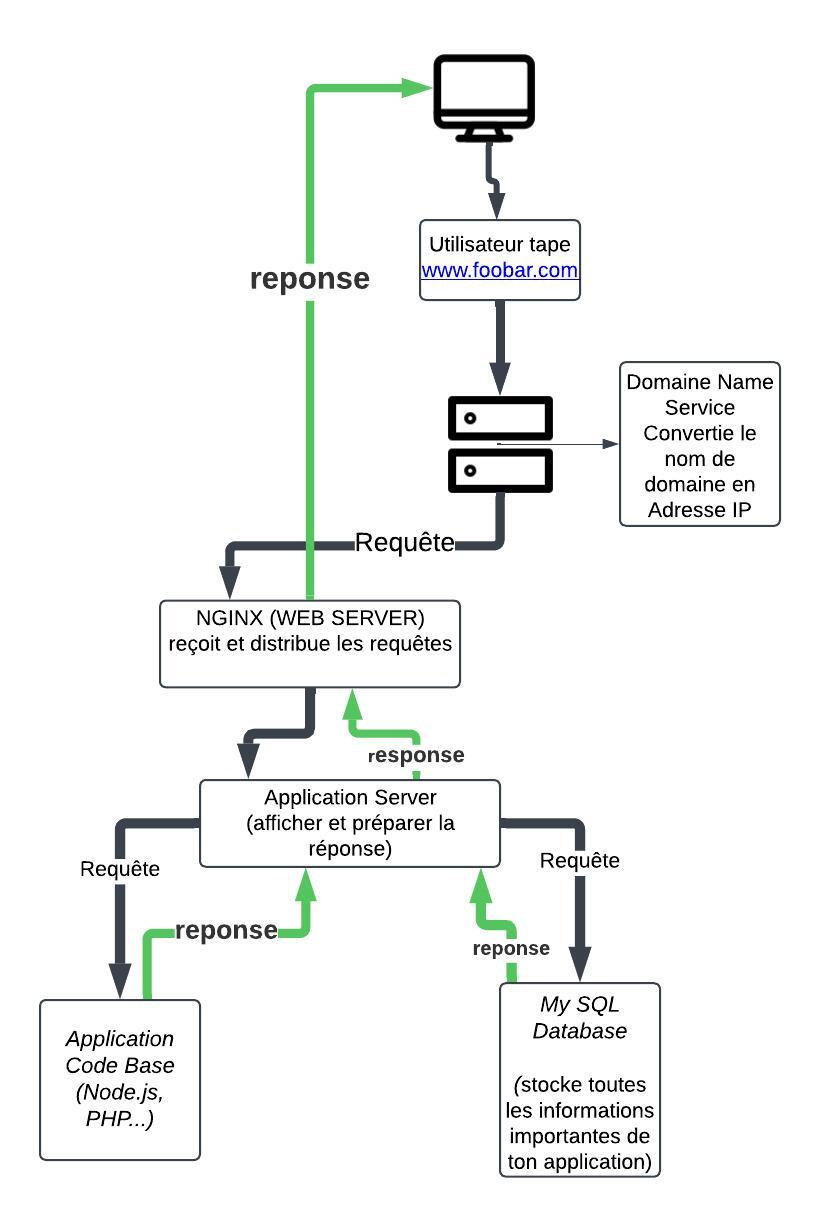 reponse
Utilisateur tape
www.foobar.com
Domaine Name
Service
Convertie le
nom de
domaine en
Adresse IP
Requête
NGINX (WEB SERVER)
reçoit et distribue les requêtes
response
Application Server
(afficher et préparer la
réponse)
Requête
Requête
reponse
reponse
Application
Code Base
(Node.js,
PHP...)
My SQL
Database
(stocke toutes
les informations
importantes de
ton application)